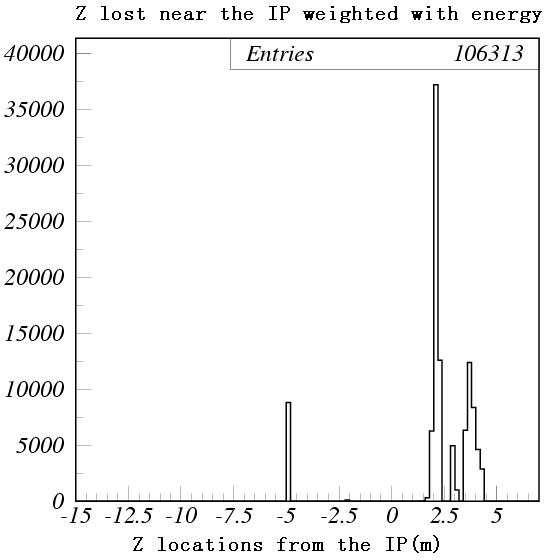 Z lost near the IP weighted with energy
Entries 106313
40000
35000
30000
25000
20000
15000
10000
5000
0
-15 -12.5 -10 -7.5 -5 -2.5 0 2.5 5
Z locations from the IP(m)